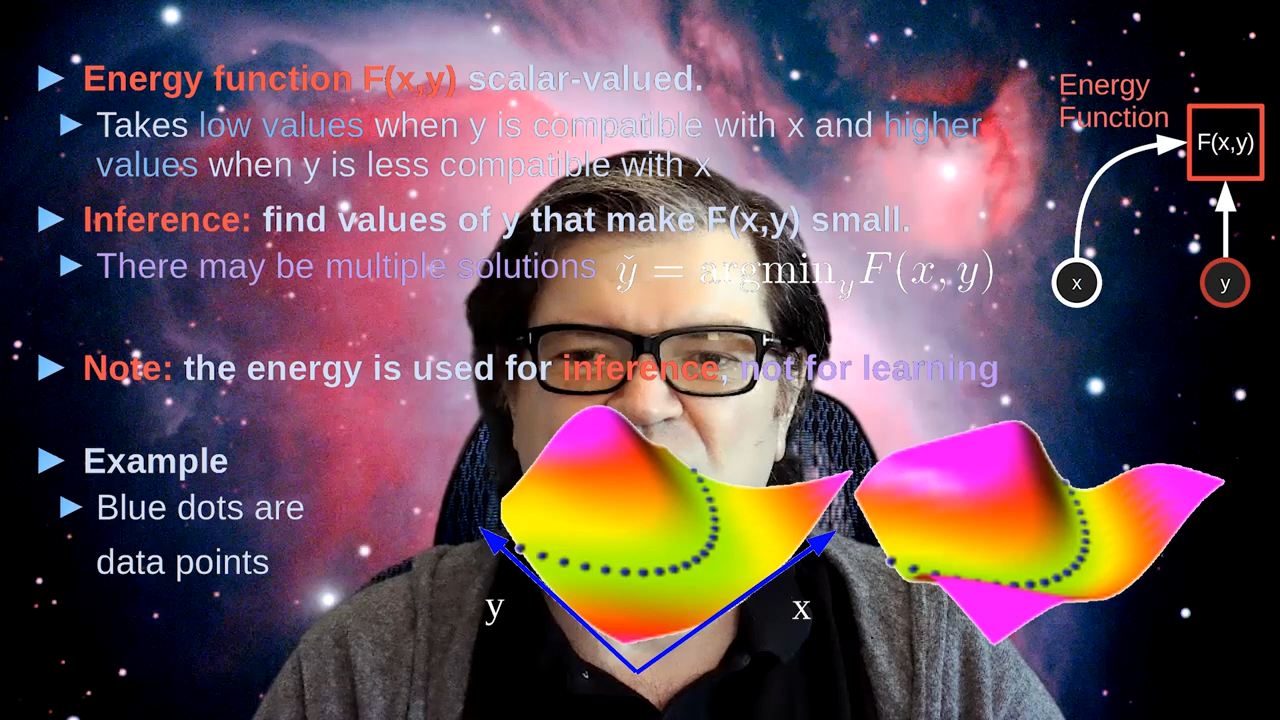 Energy function F(x,y) scalar-valued.
Takes low values when y is compatible with x and higher
values when y is less compatible with x
Inference: find values of y that make F(x,y) small.
There may be multiple solutions y̌ = argmin_y F(x, y)
Note: the energy is used for inference, not for learning
Example
Blue dots are
data points
Energy
Function
F(x,y)
x
y
y
x